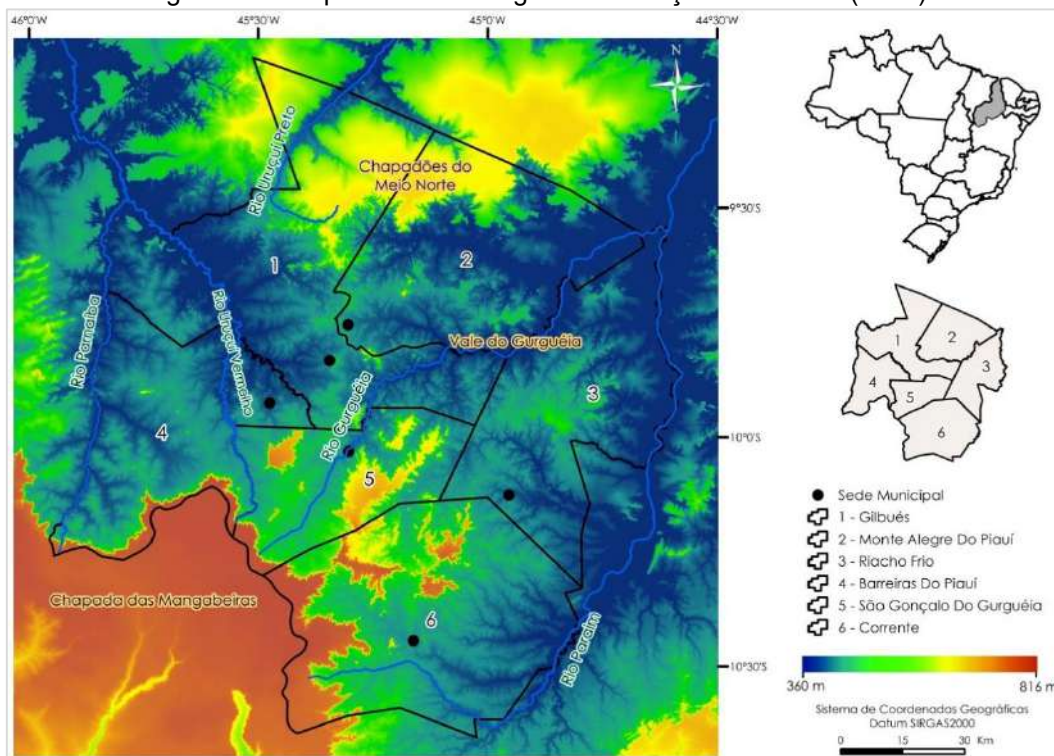 46°0'W
45°30'W
45°0'W
44°30'W
N
Rio Uruçuí Preto
Chapadões do
Meio Norte
9°30'S
1
2
Rio Parnaíba
Rio Uruçuí Vermelho
Vale do Gurguéia
3
Rio Gurguéia
4
10°0'S
5
Chapada das Mangabeiras
6
Rio Paraim
10°30'S
1
2
3
4
5
6
Sede Municipal
1 - Gilbués
2 - Monte Alegre Do Piauí
3 - Riacho Frio
4 - Barreiras Do Piauí
5 - São Gonçalo Do Gurguéia
6 - Corrente
360 m
816 m
Sistema de Coordenadas Geográficas
Datum SIRGAS2000
0 15 30 Km